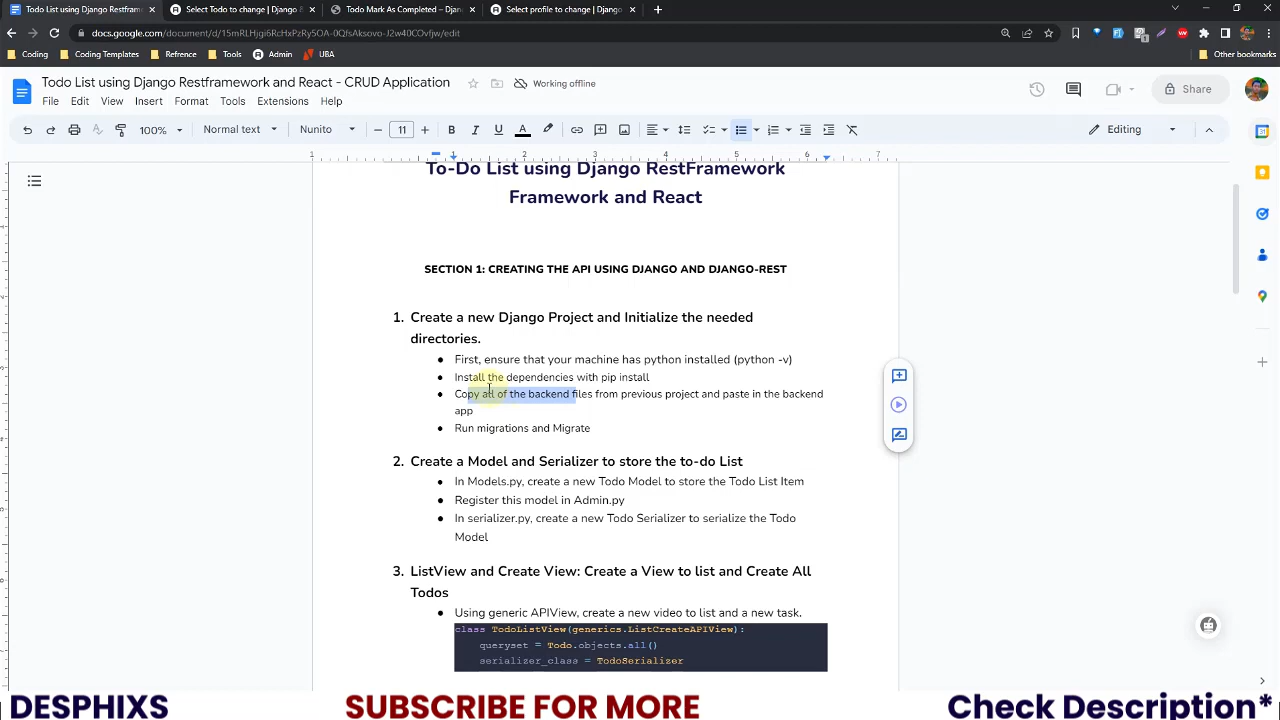 Todo List using Django Restfram
Select Todo to change | Django S
Todo Mark As Completed – Djang
Select profile to change | Django
docs.google.com/document/d/15mRLHjgi6RcHxPzRy5OA-0QfsAksovo-J2w40COvfjw/edit
Coding
Coding Templates
Refrence
Tools
Admin
UBA
Other bookmarks
Todo List using Django Restframework and React - CRUD Application
Working offline
Share
File Edit View Insert Format Tools Extensions Help
100%
Normal text
Nunito
11
Editing
1 1 2 3 4 5 6 7
To-Do List using Django RestFramework
Framework and React
SECTION 1: CREATING THE API USING DJANGO AND DJANGO-REST
1. Create a new Django Project and Initialize the needed
directories.
● First, ensure that your machine has python installed (python -v)
● Install the dependencies with pip install
● Copy all of the backend files from previous project and paste in the backend
app
● Run migrations and Migrate
2. Create a Model and Serializer to store the to-do List
● In Models.py, create a new Todo Model to store the Todo List Item
● Register this model in Admin.py
● In serializer.py, create a new Todo Serializer to serialize the Todo
Model
3. ListView and Create View: Create a View to list and Create All
Todos
● Using generic APIView, create a new video to list and a new task.
class TodoListView(generics.ListCreateAPIView):
queryset = Todo.objects.all()
serializer_class = TodoSerializer
DESPHIXS
SUBSCRIBE FOR MORE
Check Description*